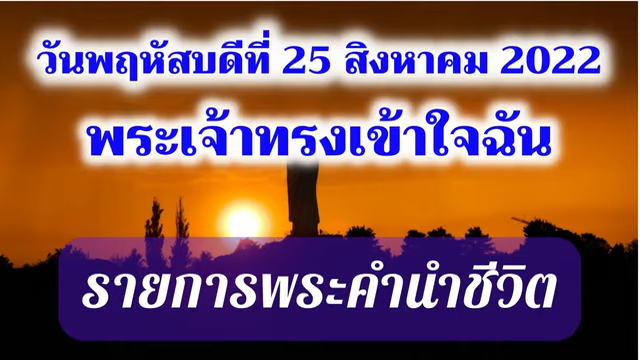 วันพฤหัสบดีที่ 25 สิงหาคม 2022
พระเจ้าทรงเข้าใจฉัน
รายการพระคำนำชีวิต